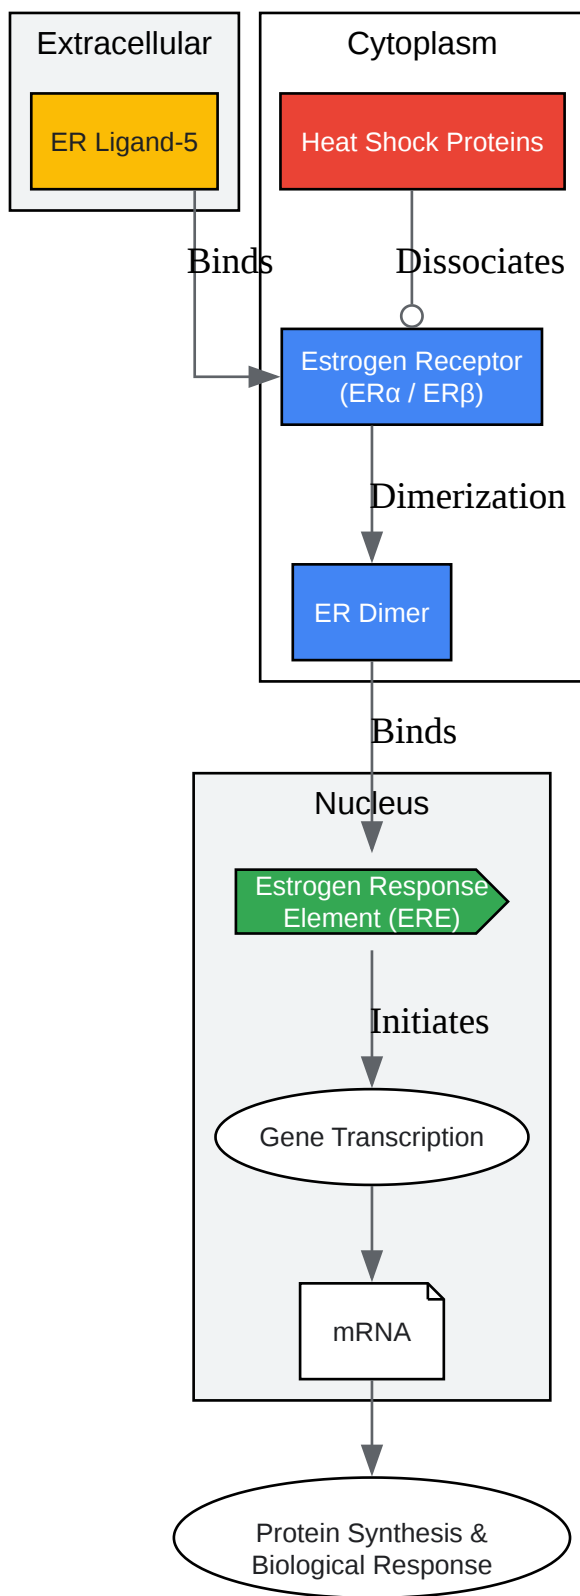 Extracellular
Cytoplasm
ER Ligand-5
Heat Shock Proteins
Binds
Dissociates
Estrogen Receptor
(ERα / ERβ)
Dimerization
ER Dimer
Binds
Nucleus
Estrogen Response
Element (ERE)
Initiates
Gene Transcription
mRNA
Protein Synthesis &
Biological Response